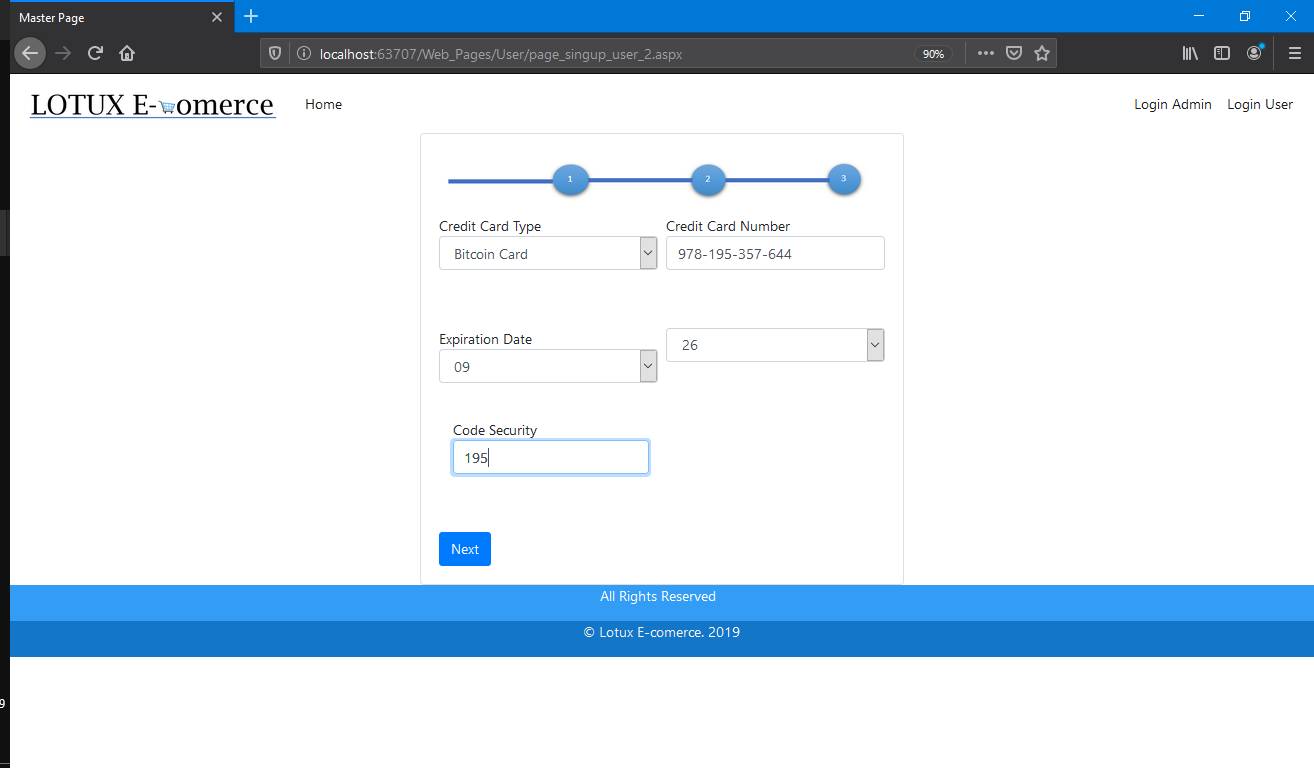 Master Page
localhost:63707/Web_Pages/User/page_singup_user_2.aspx
90%
LOTUX E-omerce
Home
Login Admin
Login User
1
2
3
Credit Card Type
Credit Card Number
Bitcoin Card
978-195-357-644
Expiration Date
26
09
Code Security
195
Next
All Rights Reserved
© Lotux E-comerce. 2019
9